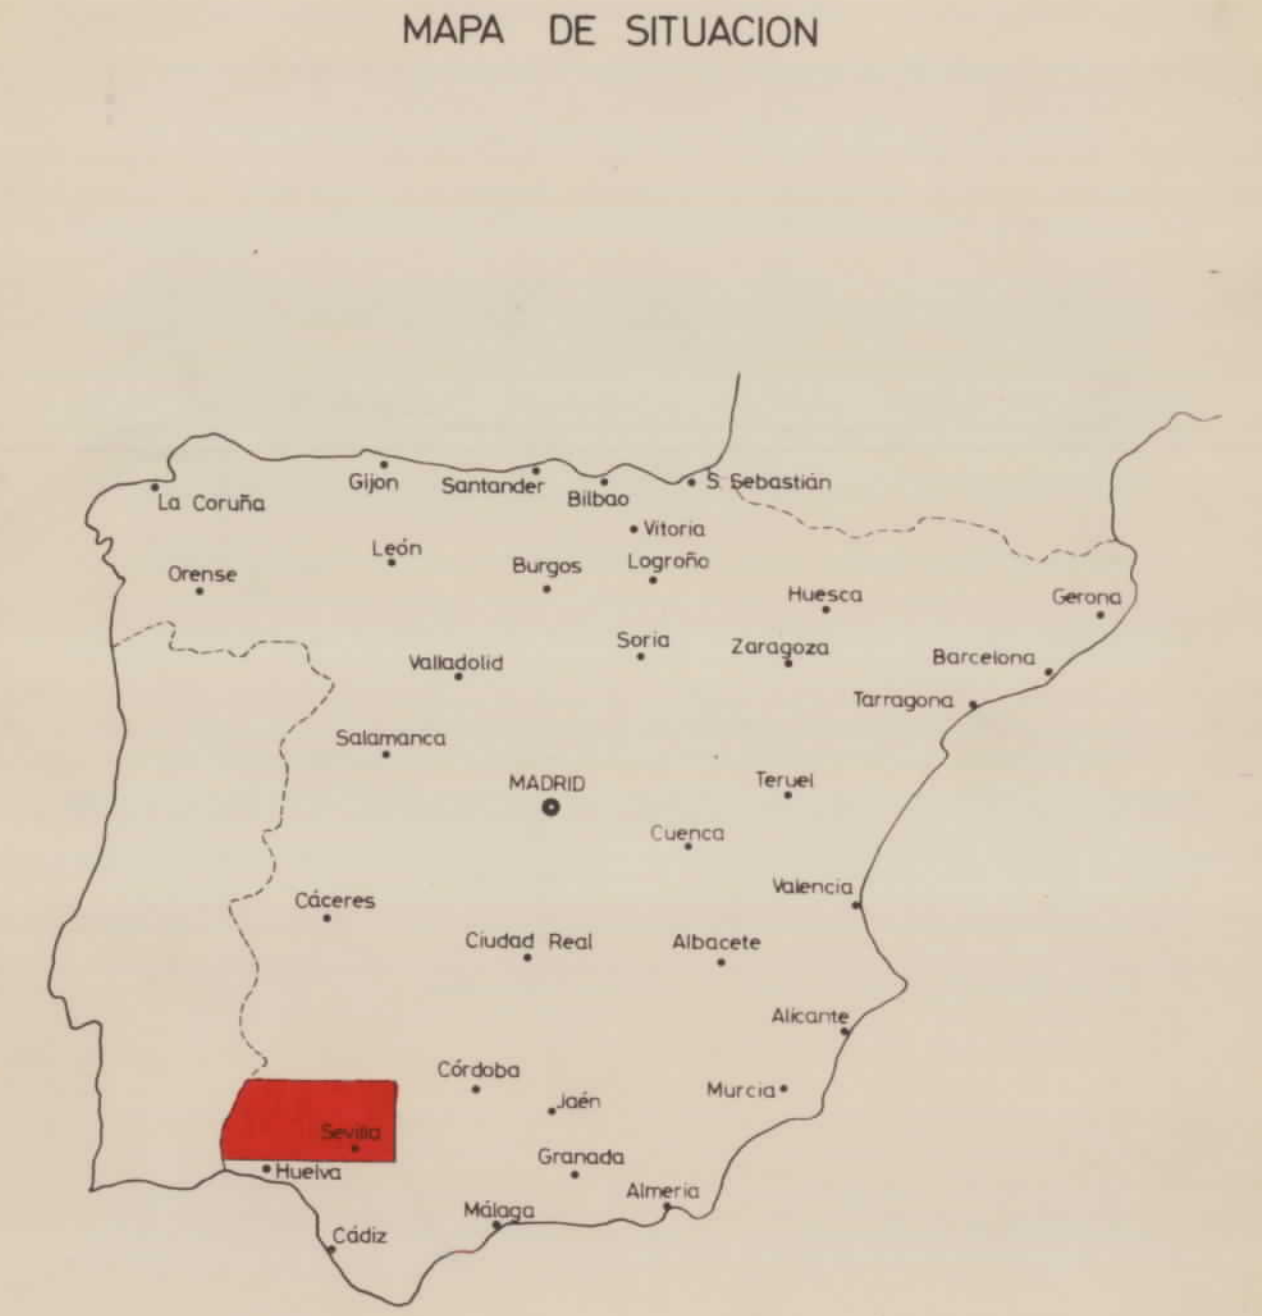 MAPA DE SITUACION
La Coruña
Gijon
Santander
Bilbao
S. Sebastián
Vitoria
León
Burgos
Logroño
Orense
Huesca
Gerona
Soria
Zaragoza
Valladolid
Barcelona
Tarragona
Salamanca
MADRID
Teruel
Cuenca
Valencia
Cáceres
Ciudad Real
Albacete
Alicante
Córdoba
Jaén
Murcia
Sevilla
Granada
Huelva
Almeria
Málaga
Cádiz